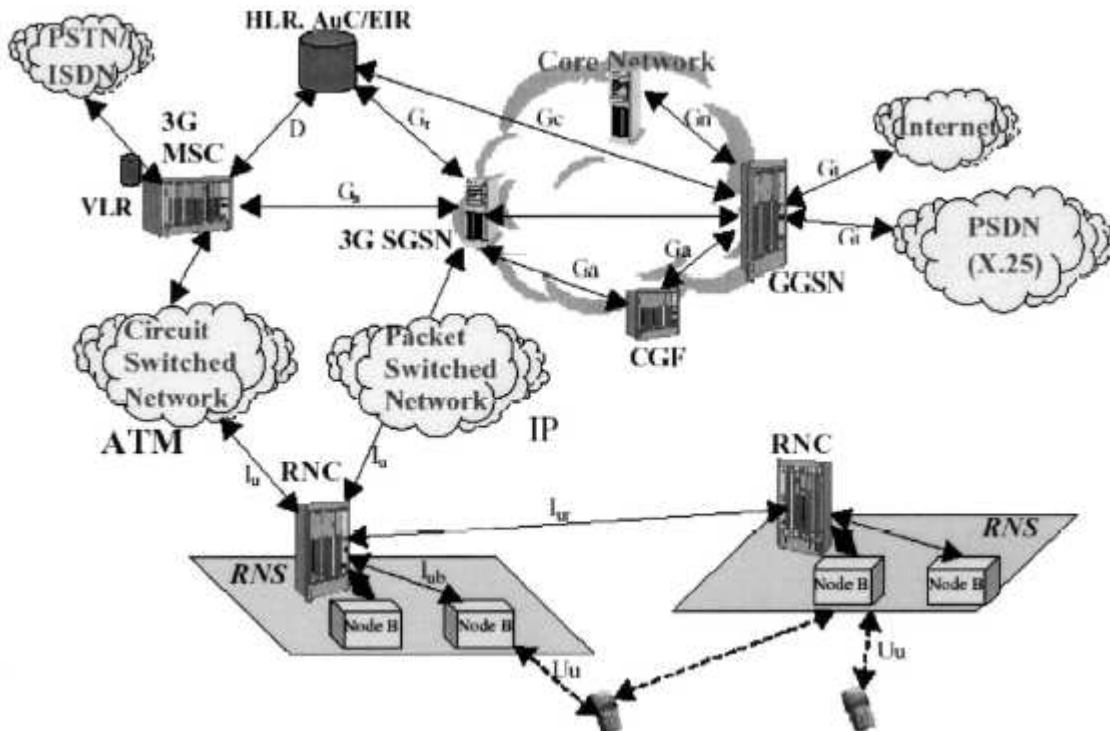 HLR, AuC/EIR
PSTN/
ISDN
Core Network
3G
MSC
D
Gr
Gc
Gn
Internet
Gi
VLR
Gs
3G SGSN
Ga
Ga
GGSN
Gi
PSDN
(X.25)
CGF
Circuit
Switched
Network
ATM
Packet
Switched
Network
IP
Iu
RNC
Iu
RNC
Iur
RNS
Iub
Node B
Node B
RNS
Node B
Node B
Uu
Uu